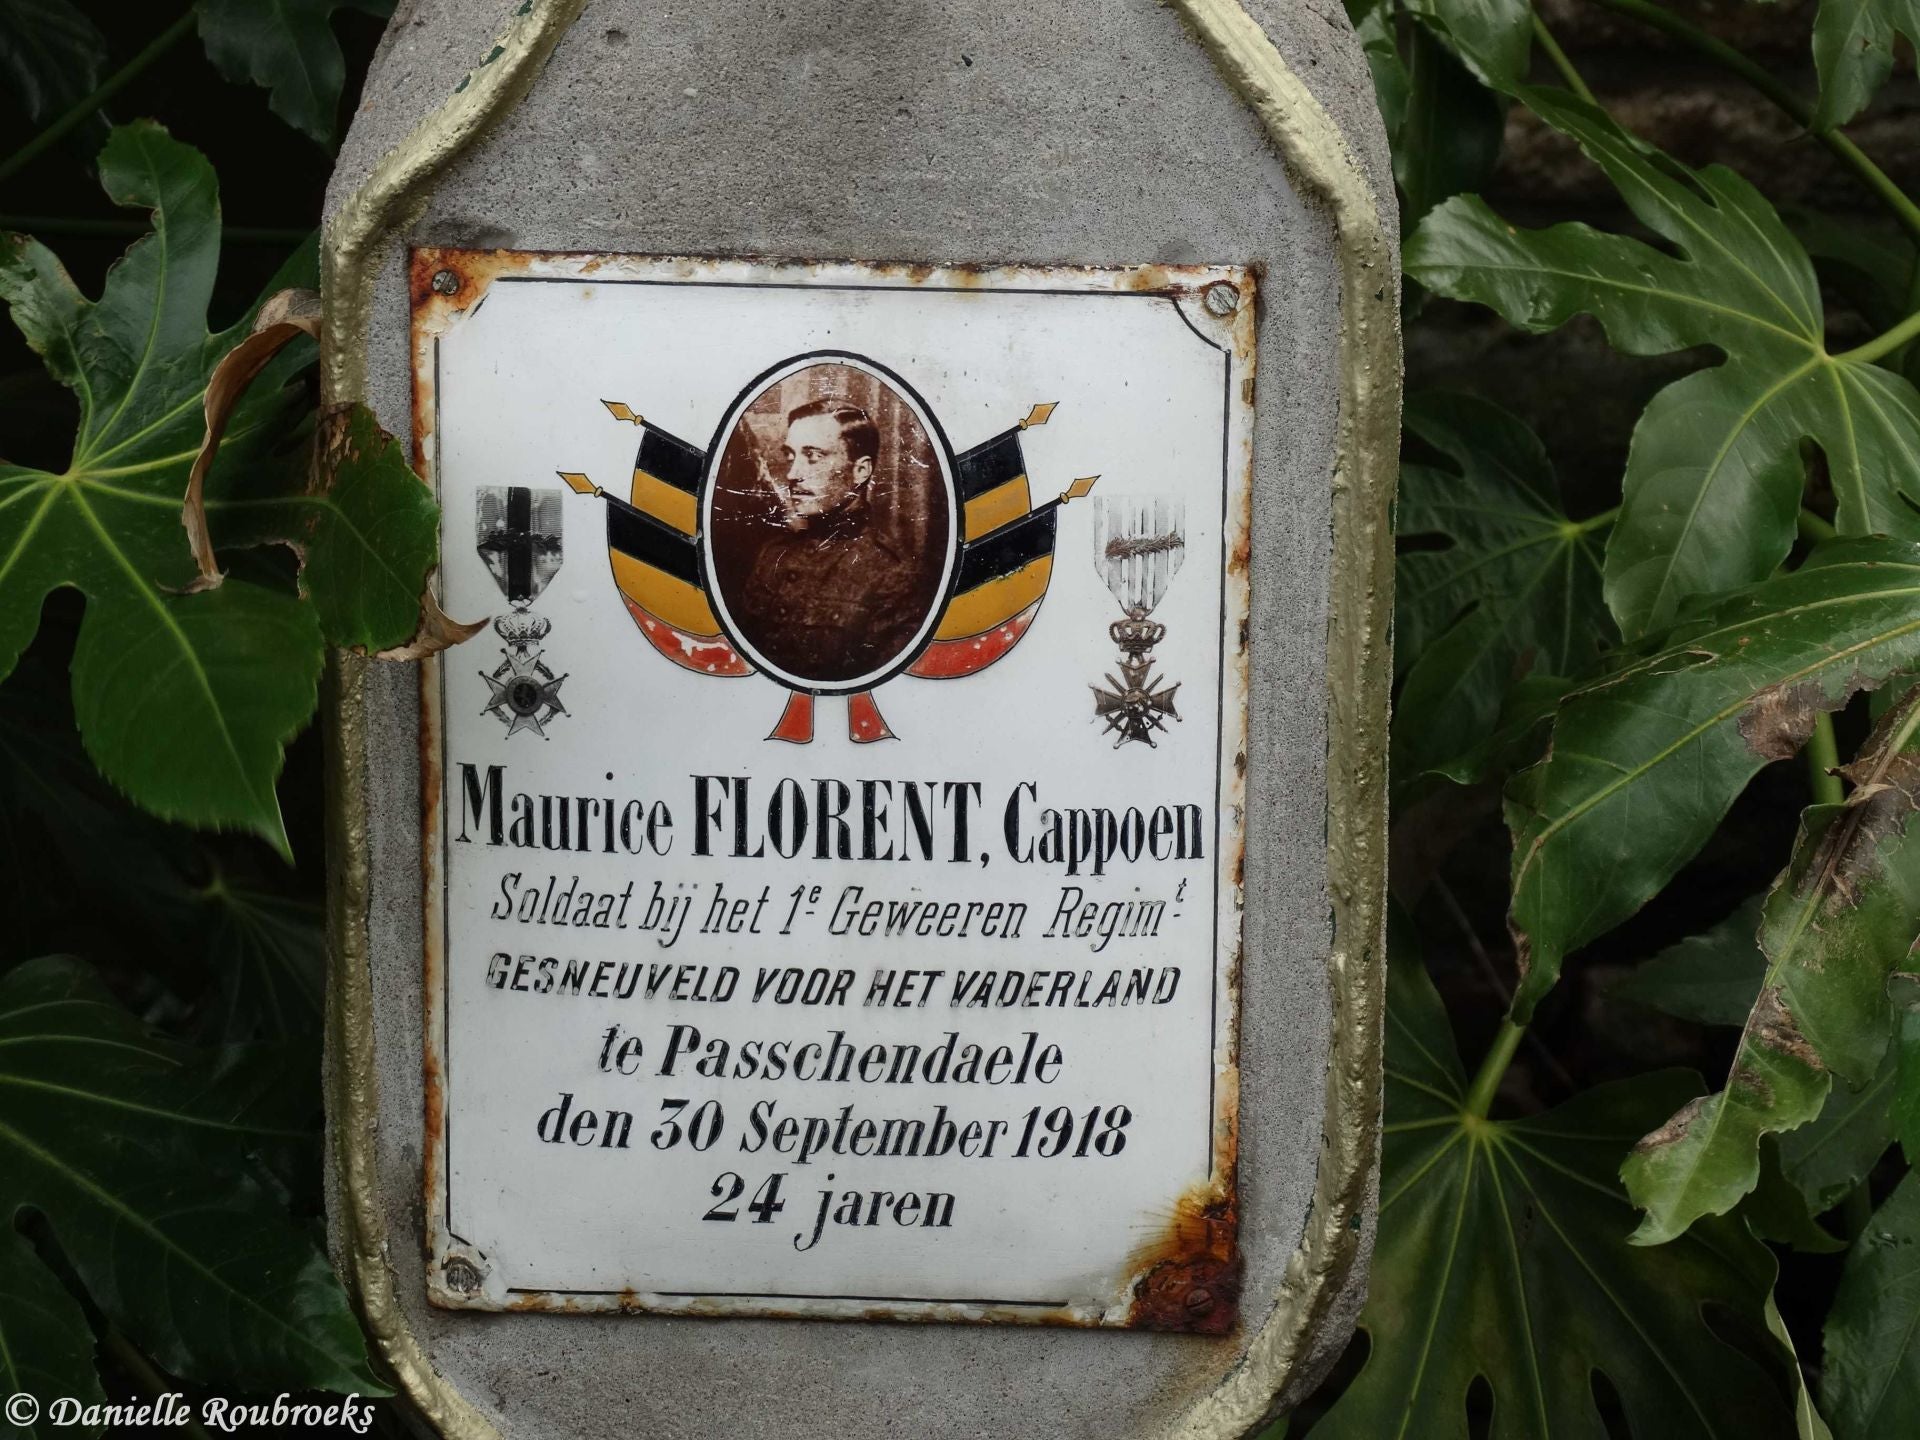 Maurice FLORENT, Cappoen
Soldaat bij het 1e Geweeren Regimt
GESNEUVELD VOOR HET VADERLAND
te Passchendaele
den 30 September 1918
24 jaren
© Danielle Roubroeks